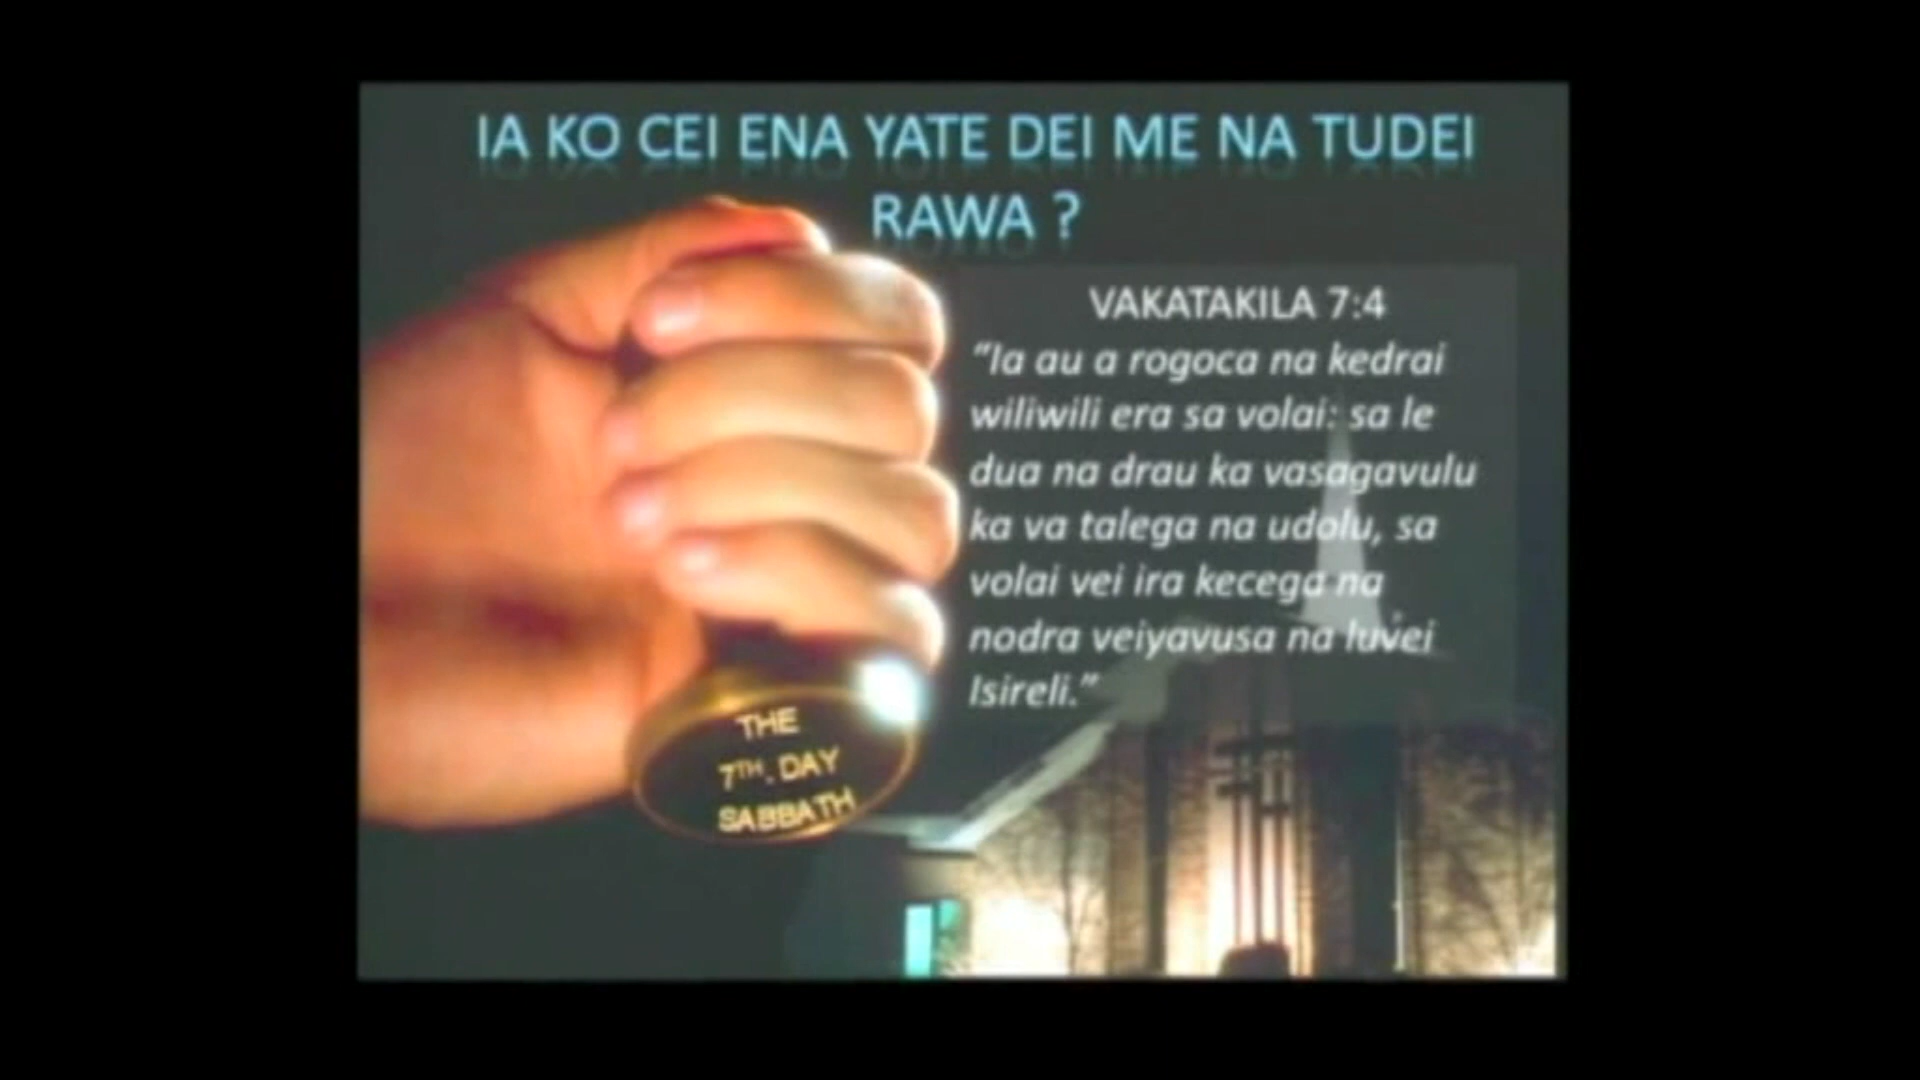 IA KO CEI ENA YATE DEI ME NA TUDEI
RAWA ?
VAKATAKILA 7:4
"Ia au a rogoca na kedrai
wiliwili era sa volai: sa le
dua na drau ka vasagavulu
ka va talega na udolu, sa
volai vei ira kecega na
nodra veiyavusa na luvei
Isireli."
THE
7TH. DAY
SABBATH